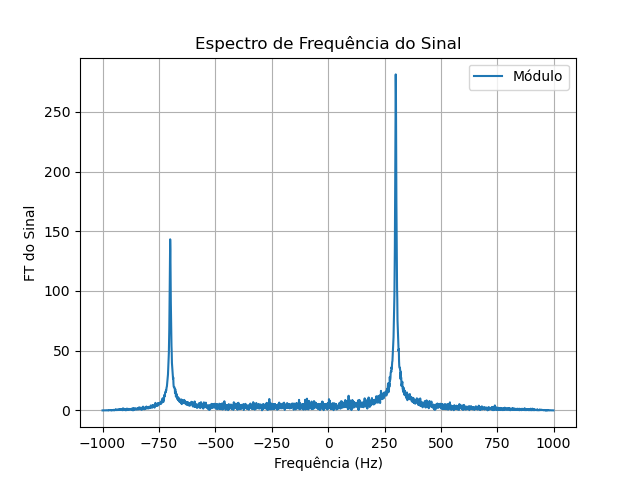 Espectro de Frequência do Sinal
Módulo
FT do Sinal
250
200
150
100
50
0
−1000 −750 −500 −250 0 250 500 750 1000
Frequência (Hz)